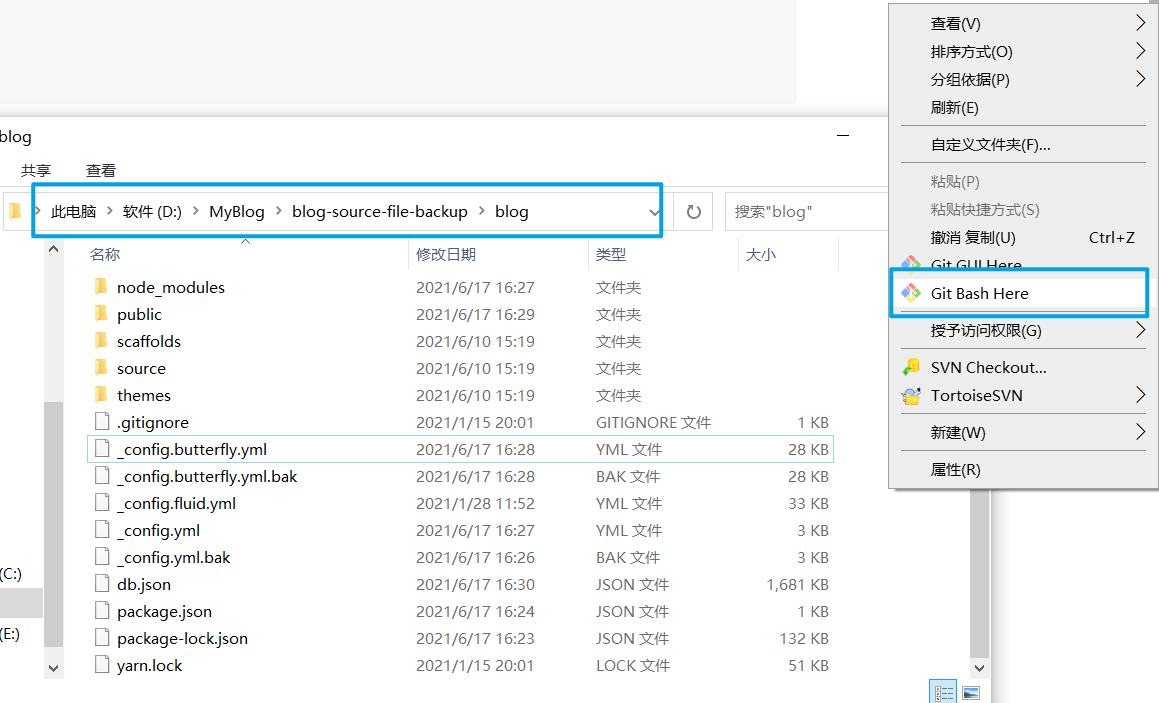 blog
共享 查看
此电脑 软件 (D:) MyBlog blog-source-file-backup blog 搜索"blog"
名称 修改日期 类型 大小
node_modules 2021/6/17 16:27 文件夹
public 2021/6/17 16:29 文件夹
scaffolds 2021/6/10 15:19 文件夹
source 2021/6/10 15:19 文件夹
themes 2021/6/10 15:19 文件夹
.gitignore 2021/1/15 20:01 GITIGNORE 文件 1 KB
_config.butterfly.yml 2021/6/17 16:28 YML 文件 28 KB
_config.butterfly.yml.bak 2021/6/17 16:28 BAK 文件 28 KB
_config.fluid.yml 2021/1/28 11:52 YML 文件 33 KB
_config.yml 2021/6/17 16:27 YML 文件 3 KB
_config.yml.bak 2021/6/17 16:26 BAK 文件 3 KB
db.json 2021/6/17 16:30 JSON 文件 1,681 KB
package.json 2021/6/17 16:24 JSON 文件 1 KB
package-lock.json 2021/6/17 16:23 JSON 文件 132 KB
yarn.lock 2021/1/15 20:01 LOCK 文件 51 KB
(C:)
(E:)
查看(V)
排序方式(O)
分组依据(P)
刷新(E)
自定义文件夹(F)...
粘贴(P)
粘贴快捷方式(S)
撤消 复制(U) Ctrl+Z
Git GUI Here
Git Bash Here
授予访问权限(G)
SVN Checkout...
TortoiseSVN
新建(W)
属性(R)